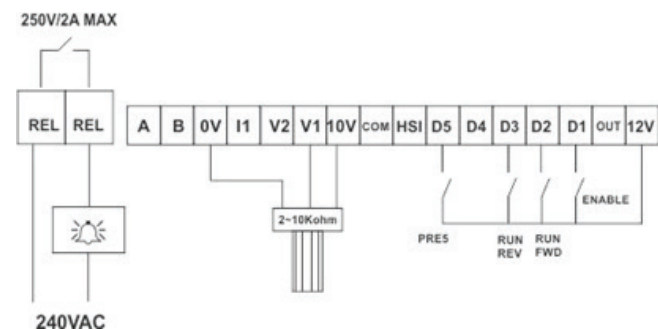 250V/2A MAX
REL REL
A B 0V I1 V2 V1 10V COM HSI D5 D4 D3 D2 D1 OUT 12V
ENABLE
2~10Kohm
PRE5
RUN REV
RUN FWD
240VAC